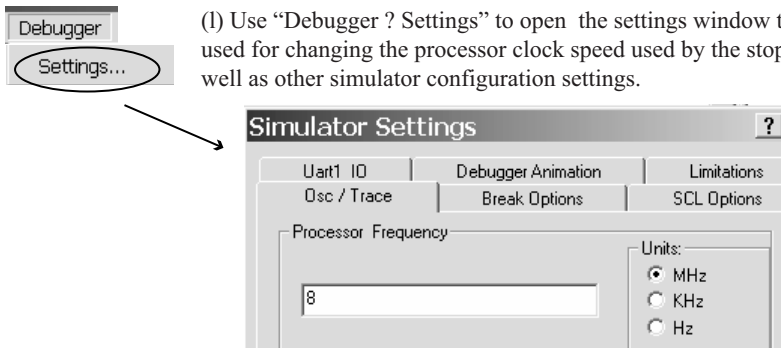 Debugger
Settings...
(l) Use “Debugger ? Settings” to open the settings window
used for changing the processor clock speed used by the
well as other simulator configuration settings.
Simulator Settings
?
Uart1 IO
Debugger Animation
Limitations
Osc / Trace
Break Options
SCL Options
Processor Frequency
Units:
8
MHz
KHz
Hz